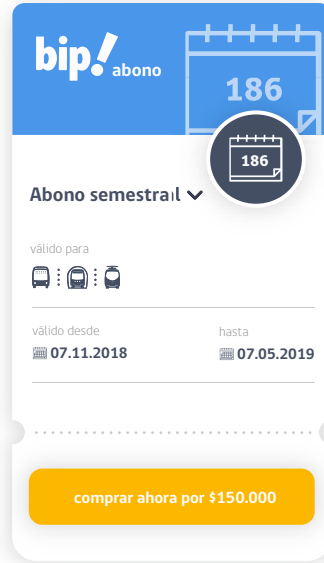 bip!
abono
186
186
Abono semestral
válido para
válido desde
hasta
07.11.2018
07.05.2019
comprar ahora por $150.000